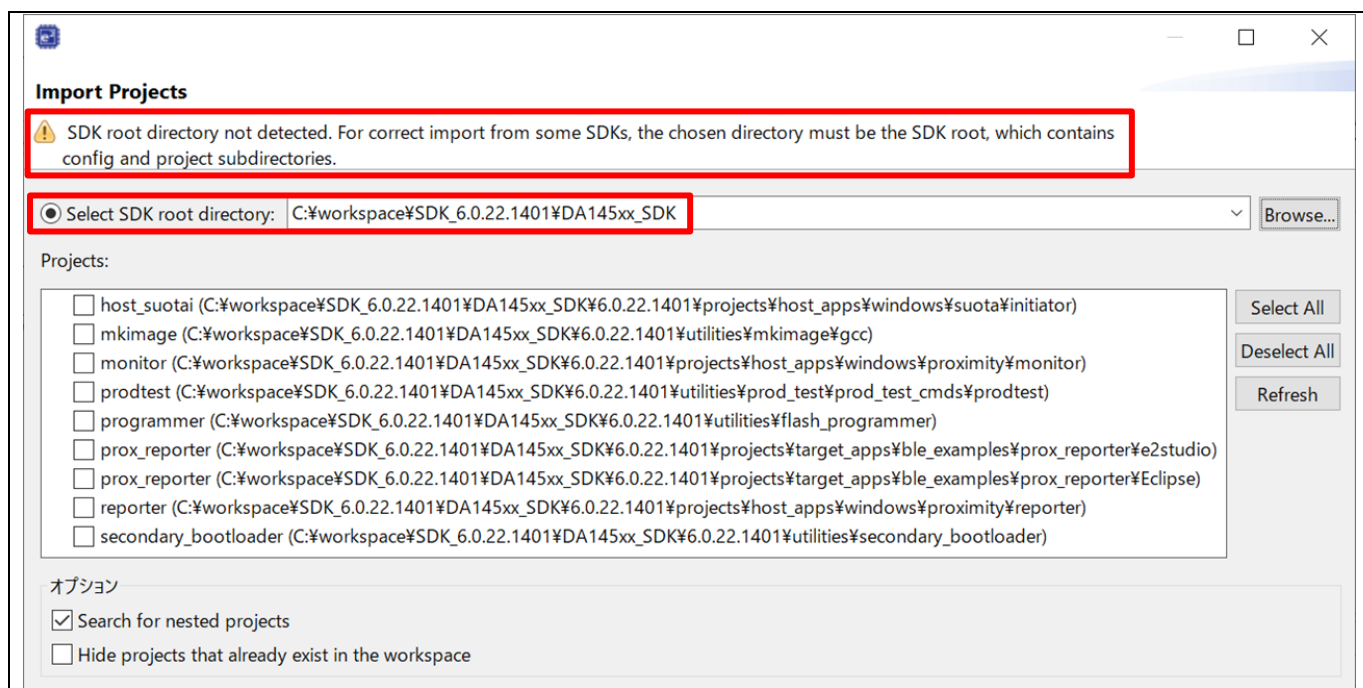 e²
Import Projects
SDK root directory not detected. For correct import from some SDKs, the chosen directory must be the SDK root, which contains
config and project subdirectories.
Select SDK root directory: C:¥workspace¥SDK_6.0.22.1401¥DA145xx_SDK Browse...
Projects:
host_suotai (C:¥workspace¥SDK_6.0.22.1401¥DA145xx_SDK¥6.0.22.1401¥projects¥host_apps¥windows¥suota¥initiator)
mkimage (C:¥workspace¥SDK_6.0.22.1401¥DA145xx_SDK¥6.0.22.1401¥utilities¥mkimage¥gcc)
monitor (C:¥workspace¥SDK_6.0.22.1401¥DA145xx_SDK¥6.0.22.1401¥projects¥host_apps¥windows¥proximity¥monitor)
prodtest (C:¥workspace¥SDK_6.0.22.1401¥DA145xx_SDK¥6.0.22.1401¥utilities¥prod_test¥prod_test_cmds¥prodtest)
programmer (C:¥workspace¥SDK_6.0.22.1401¥DA145xx_SDK¥6.0.22.1401¥utilities¥flash_programmer)
prox_reporter (C:¥workspace¥SDK_6.0.22.1401¥DA145xx_SDK¥6.0.22.1401¥projects¥target_apps¥ble_examples¥prox_reporter¥e2studio)
prox_reporter (C:¥workspace¥SDK_6.0.22.1401¥DA145xx_SDK¥6.0.22.1401¥projects¥target_apps¥ble_examples¥prox_reporter¥Eclipse)
reporter (C:¥workspace¥SDK_6.0.22.1401¥DA145xx_SDK¥6.0.22.1401¥projects¥host_apps¥windows¥proximity¥reporter)
secondary_bootloader (C:¥workspace¥SDK_6.0.22.1401¥DA145xx_SDK¥6.0.22.1401¥utilities¥secondary_bootloader)
Select All
Deselect All
Refresh
オプション
Search for nested projects
Hide projects that already exist in the workspace